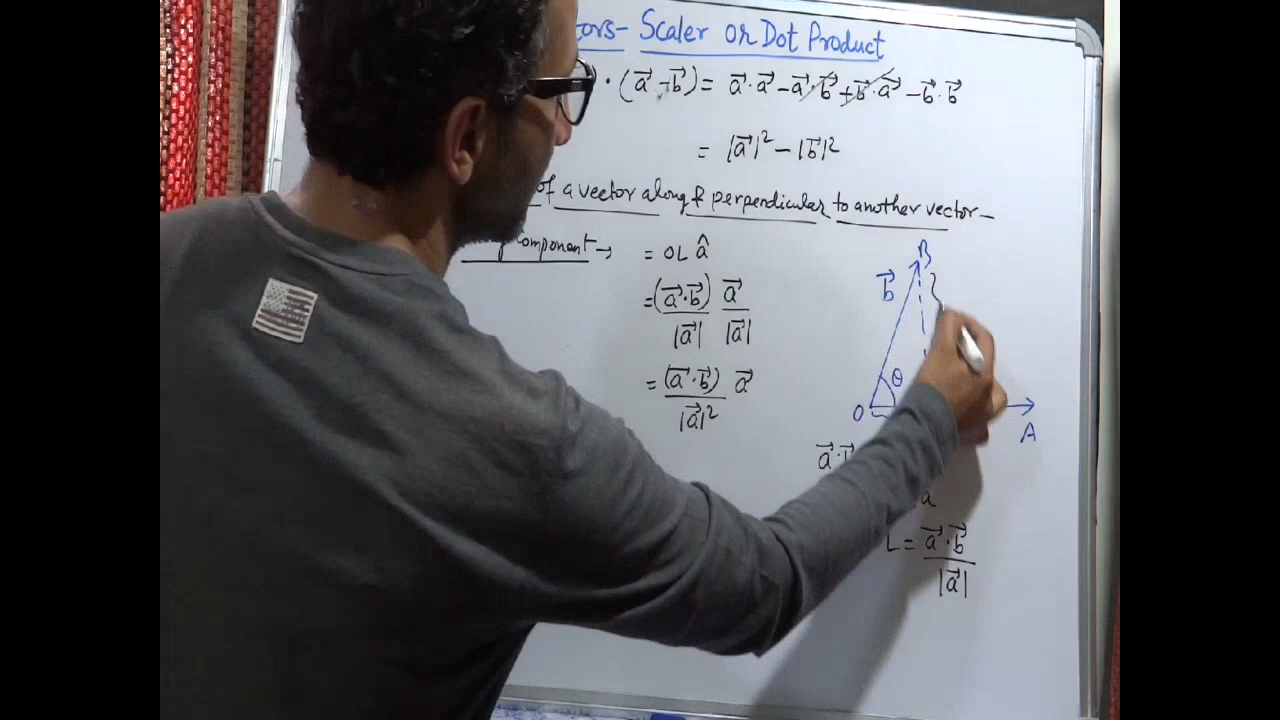 Scaler or Dot Product
· (a⃗ - b⃗) = a⃗·a⃗ - a⃗·b⃗ + b⃗·a⃗ - b⃗·b⃗
= |a⃗|² - |b⃗|²
of a vector along & perpendicular to another vector -
component → = OL â
= (a⃗·b⃗)/|a⃗| a⃗/|a⃗|
= (a⃗·b⃗)/|a⃗|² a⃗
B
b⃗
θ
O
A
a⃗·
a
L = a⃗·b⃗/|a⃗|